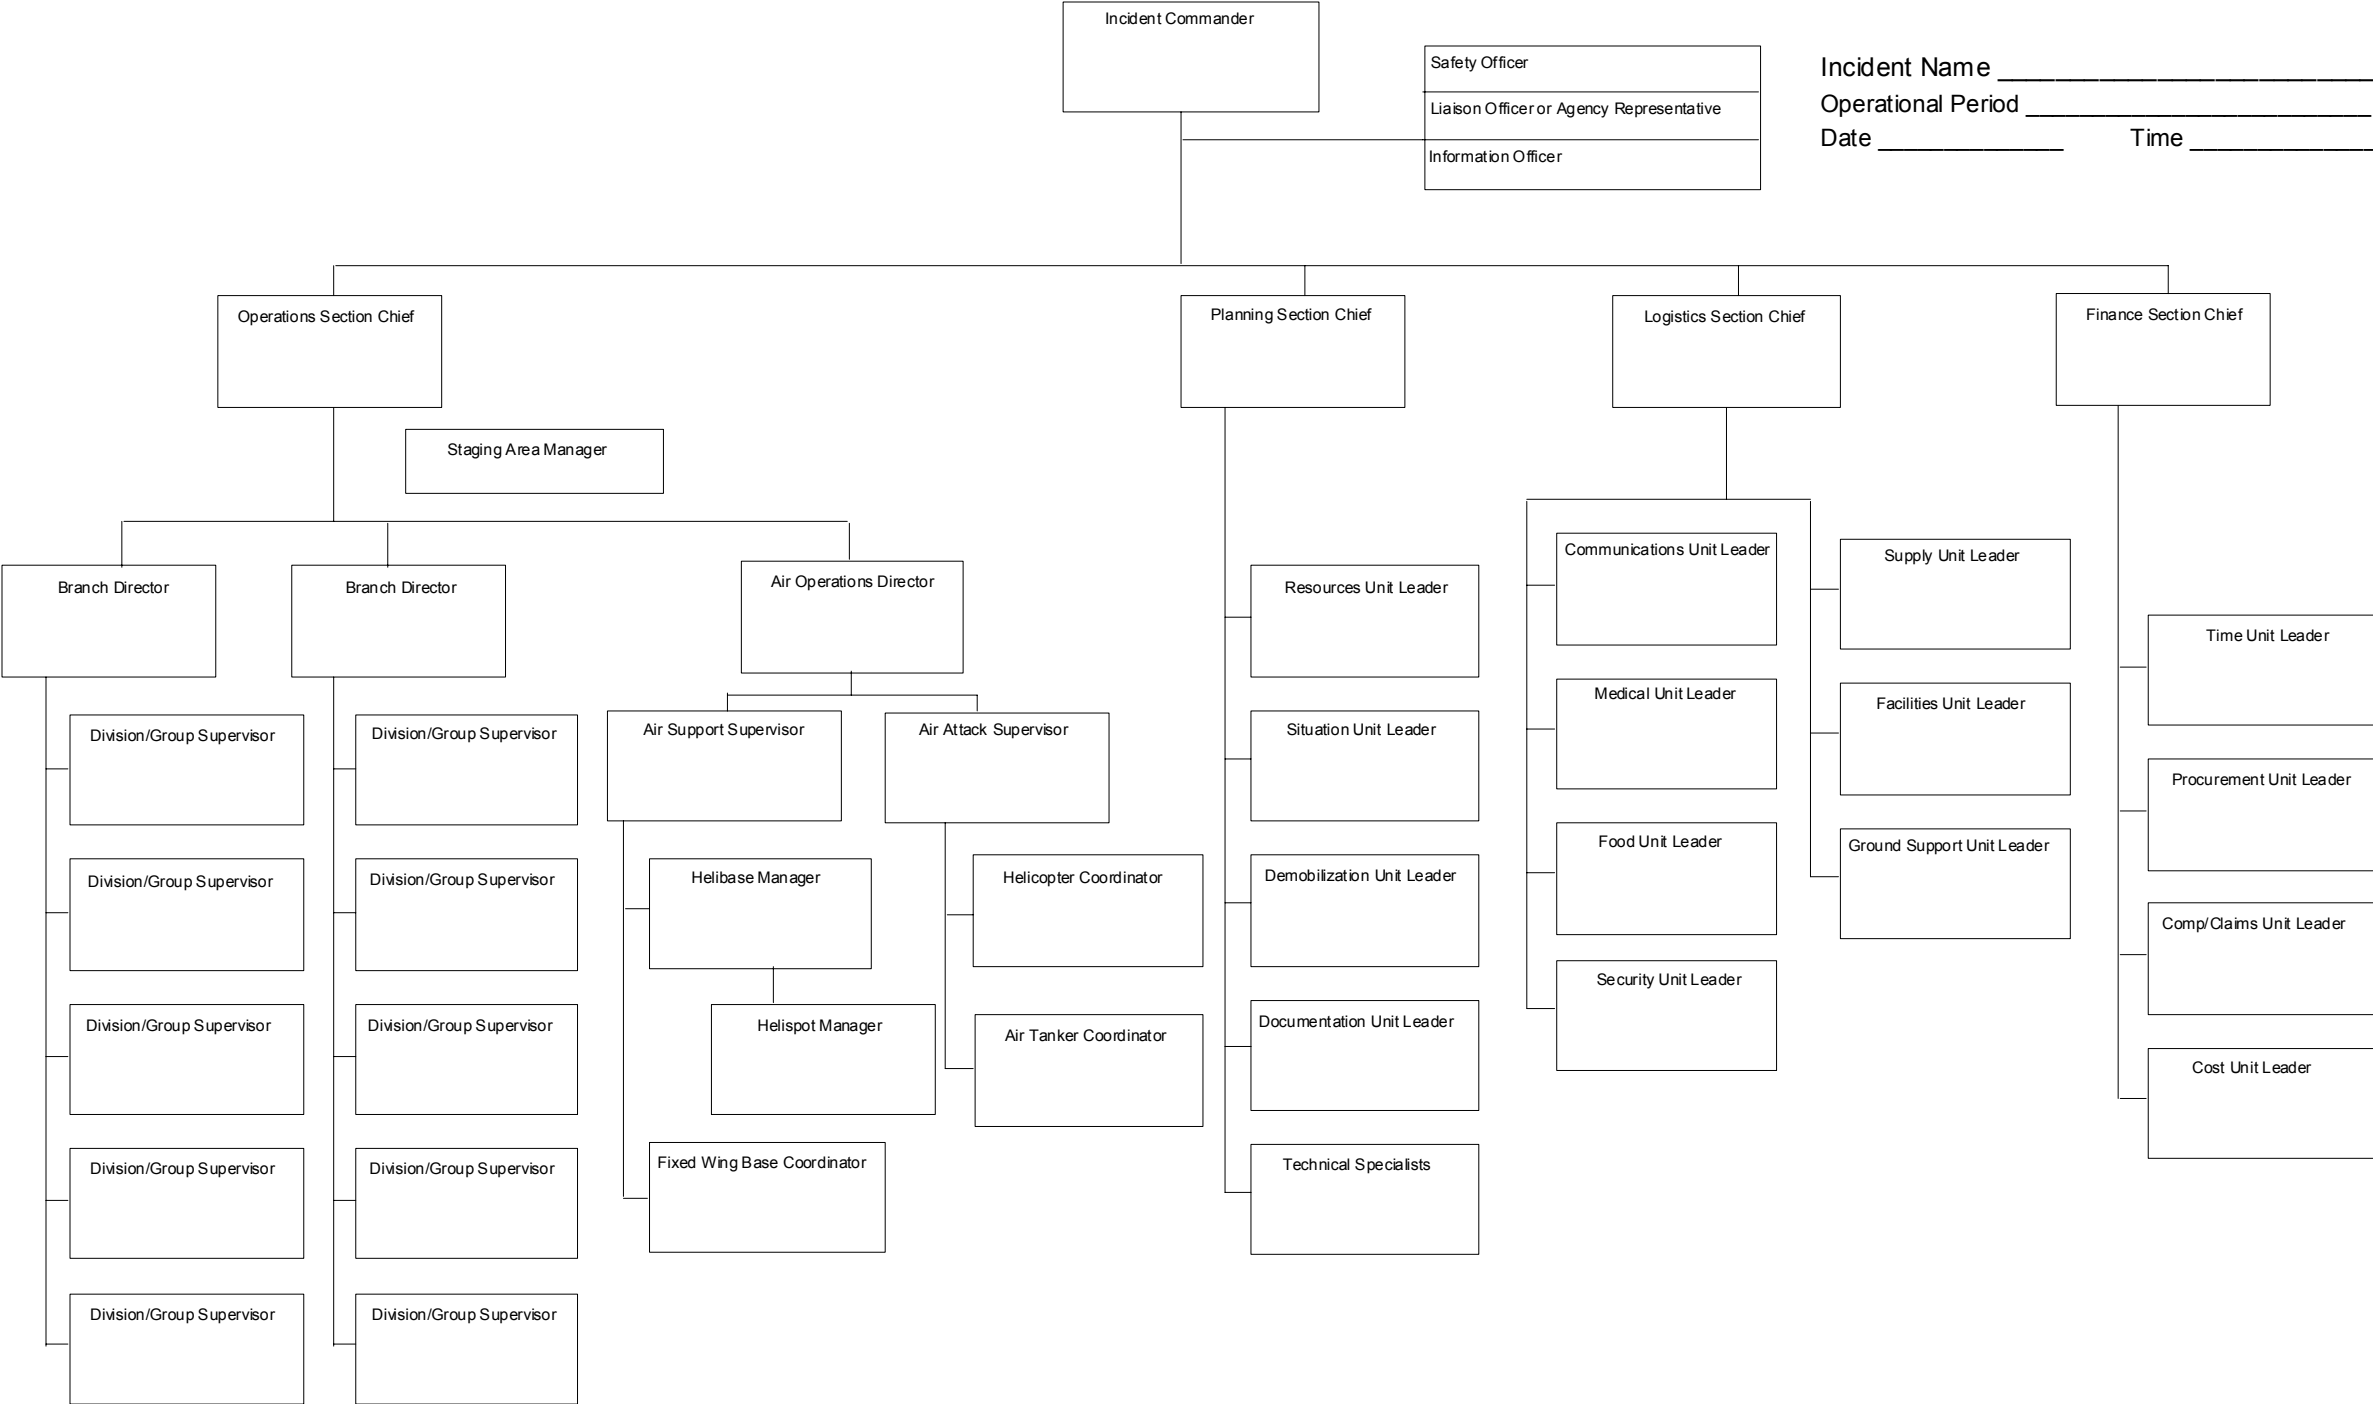 Incident Commander
Safety Officer
Liaison Officer or Agency Representative
Information Officer
Incident Name ___________________________
Operational Period __________________________
Date ______________ Time ______________
Operations Section Chief
Planning Section Chief
Logistics Section Chief
Finance Section Chief
Staging Area Manager
Branch Director
Branch Director
Air Operations Director
Division/Group Supervisor
Division/Group Supervisor
Division/Group Supervisor
Division/Group Supervisor
Division/Group Supervisor
Division/Group Supervisor
Division/Group Supervisor
Division/Group Supervisor
Division/Group Supervisor
Division/Group Supervisor
Air Support Supervisor
Helibase Manager
Helispot Manager
Fixed Wing Base Coordinator
Air Attack Supervisor
Helicopter Coordinator
Air Tanker Coordinator
Resources Unit Leader
Situation Unit Leader
Demobilization Unit Leader
Documentation Unit Leader
Technical Specialists
Communications Unit Leader
Medical Unit Leader
Food Unit Leader
Security Unit Leader
Supply Unit Leader
Facilities Unit Leader
Ground Support Unit Leader
Time Unit Leader
Procurement Unit Leader
Comp/Claims Unit Leader
Cost Unit Leader